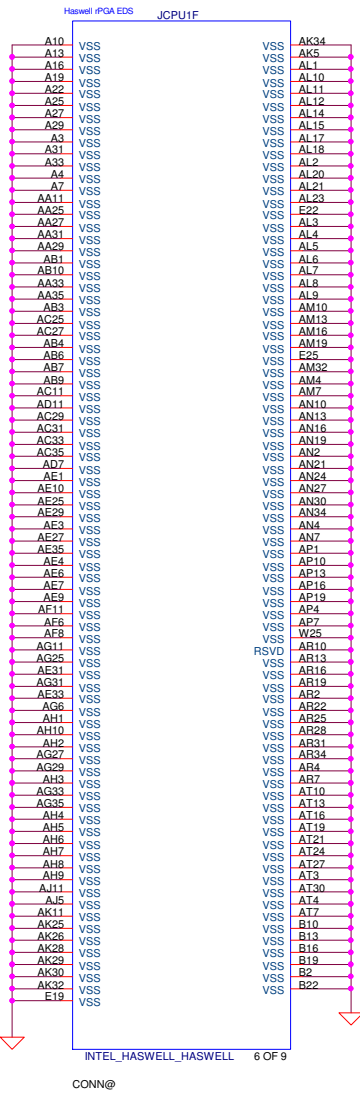 Haswell rPGA EDS
JCPU1F
A10 VSS VSS AK34
A13 VSS VSS AK5
A16 VSS VSS AL1
A19 VSS VSS AL10
A22 VSS VSS AL11
A25 VSS VSS AL12
A27 VSS VSS AL14
A29 VSS VSS AL15
A3 VSS VSS AL17
A31 VSS VSS AL18
A33 VSS VSS AL2
A4 VSS VSS AL20
A7 VSS VSS AL21
AA11 VSS VSS AL23
AA25 VSS VSS E22
AA27 VSS VSS AL3
AA31 VSS VSS AL4
AA29 VSS VSS AL5
AB1 VSS VSS AL6
AB10 VSS VSS AL7
AA33 VSS VSS AL8
AA35 VSS VSS AL9
AB3 VSS VSS AM10
AC25 VSS VSS AM13
AC27 VSS VSS AM16
AB4 VSS VSS AM19
AB6 VSS VSS E25
AB7 VSS VSS AM32
AB9 VSS VSS AM4
AC11 VSS VSS AM7
AD11 VSS VSS AN10
AC29 VSS VSS AN13
AC31 VSS VSS AN16
AC33 VSS VSS AN19
AC35 VSS VSS AN2
AD7 VSS VSS AN21
AE1 VSS VSS AN24
AE10 VSS VSS AN27
AE25 VSS VSS AN30
AE29 VSS VSS AN34
AE3 VSS VSS AN4
AE27 VSS VSS AN7
AE35 VSS VSS AP1
AE4 VSS VSS AP10
AE6 VSS VSS AP13
AE7 VSS VSS AP16
AE9 VSS VSS AP19
AF11 VSS VSS AP4
AF6 VSS VSS AP7
AF8 VSS VSS W25
AG11 VSS RSVD AR10
AG25 VSS VSS AR13
AE31 VSS VSS AR16
AG31 VSS VSS AR19
AE33 VSS VSS AR2
AG6 VSS VSS AR22
AH1 VSS VSS AR25
AH10 VSS VSS AR28
AH2 VSS VSS AR31
AG27 VSS VSS AR34
AG29 VSS VSS AR4
AH3 VSS VSS AR7
AG33 VSS VSS AT10
AG35 VSS VSS AT13
AH4 VSS VSS AT16
AH5 VSS VSS AT19
AH6 VSS VSS AT21
AH7 VSS VSS AT24
AH8 VSS VSS AT27
AH9 VSS VSS AT3
AJ11 VSS VSS AT30
AJ5 VSS VSS AT4
AK11 VSS VSS AT7
AK25 VSS VSS B10
AK26 VSS VSS B13
AK28 VSS VSS B16
AK29 VSS VSS B19
AK30 VSS VSS B2
AK32 VSS VSS B22
E19 VSS
INTEL_HASWELL_HASWELL 6 OF 9
CONN@